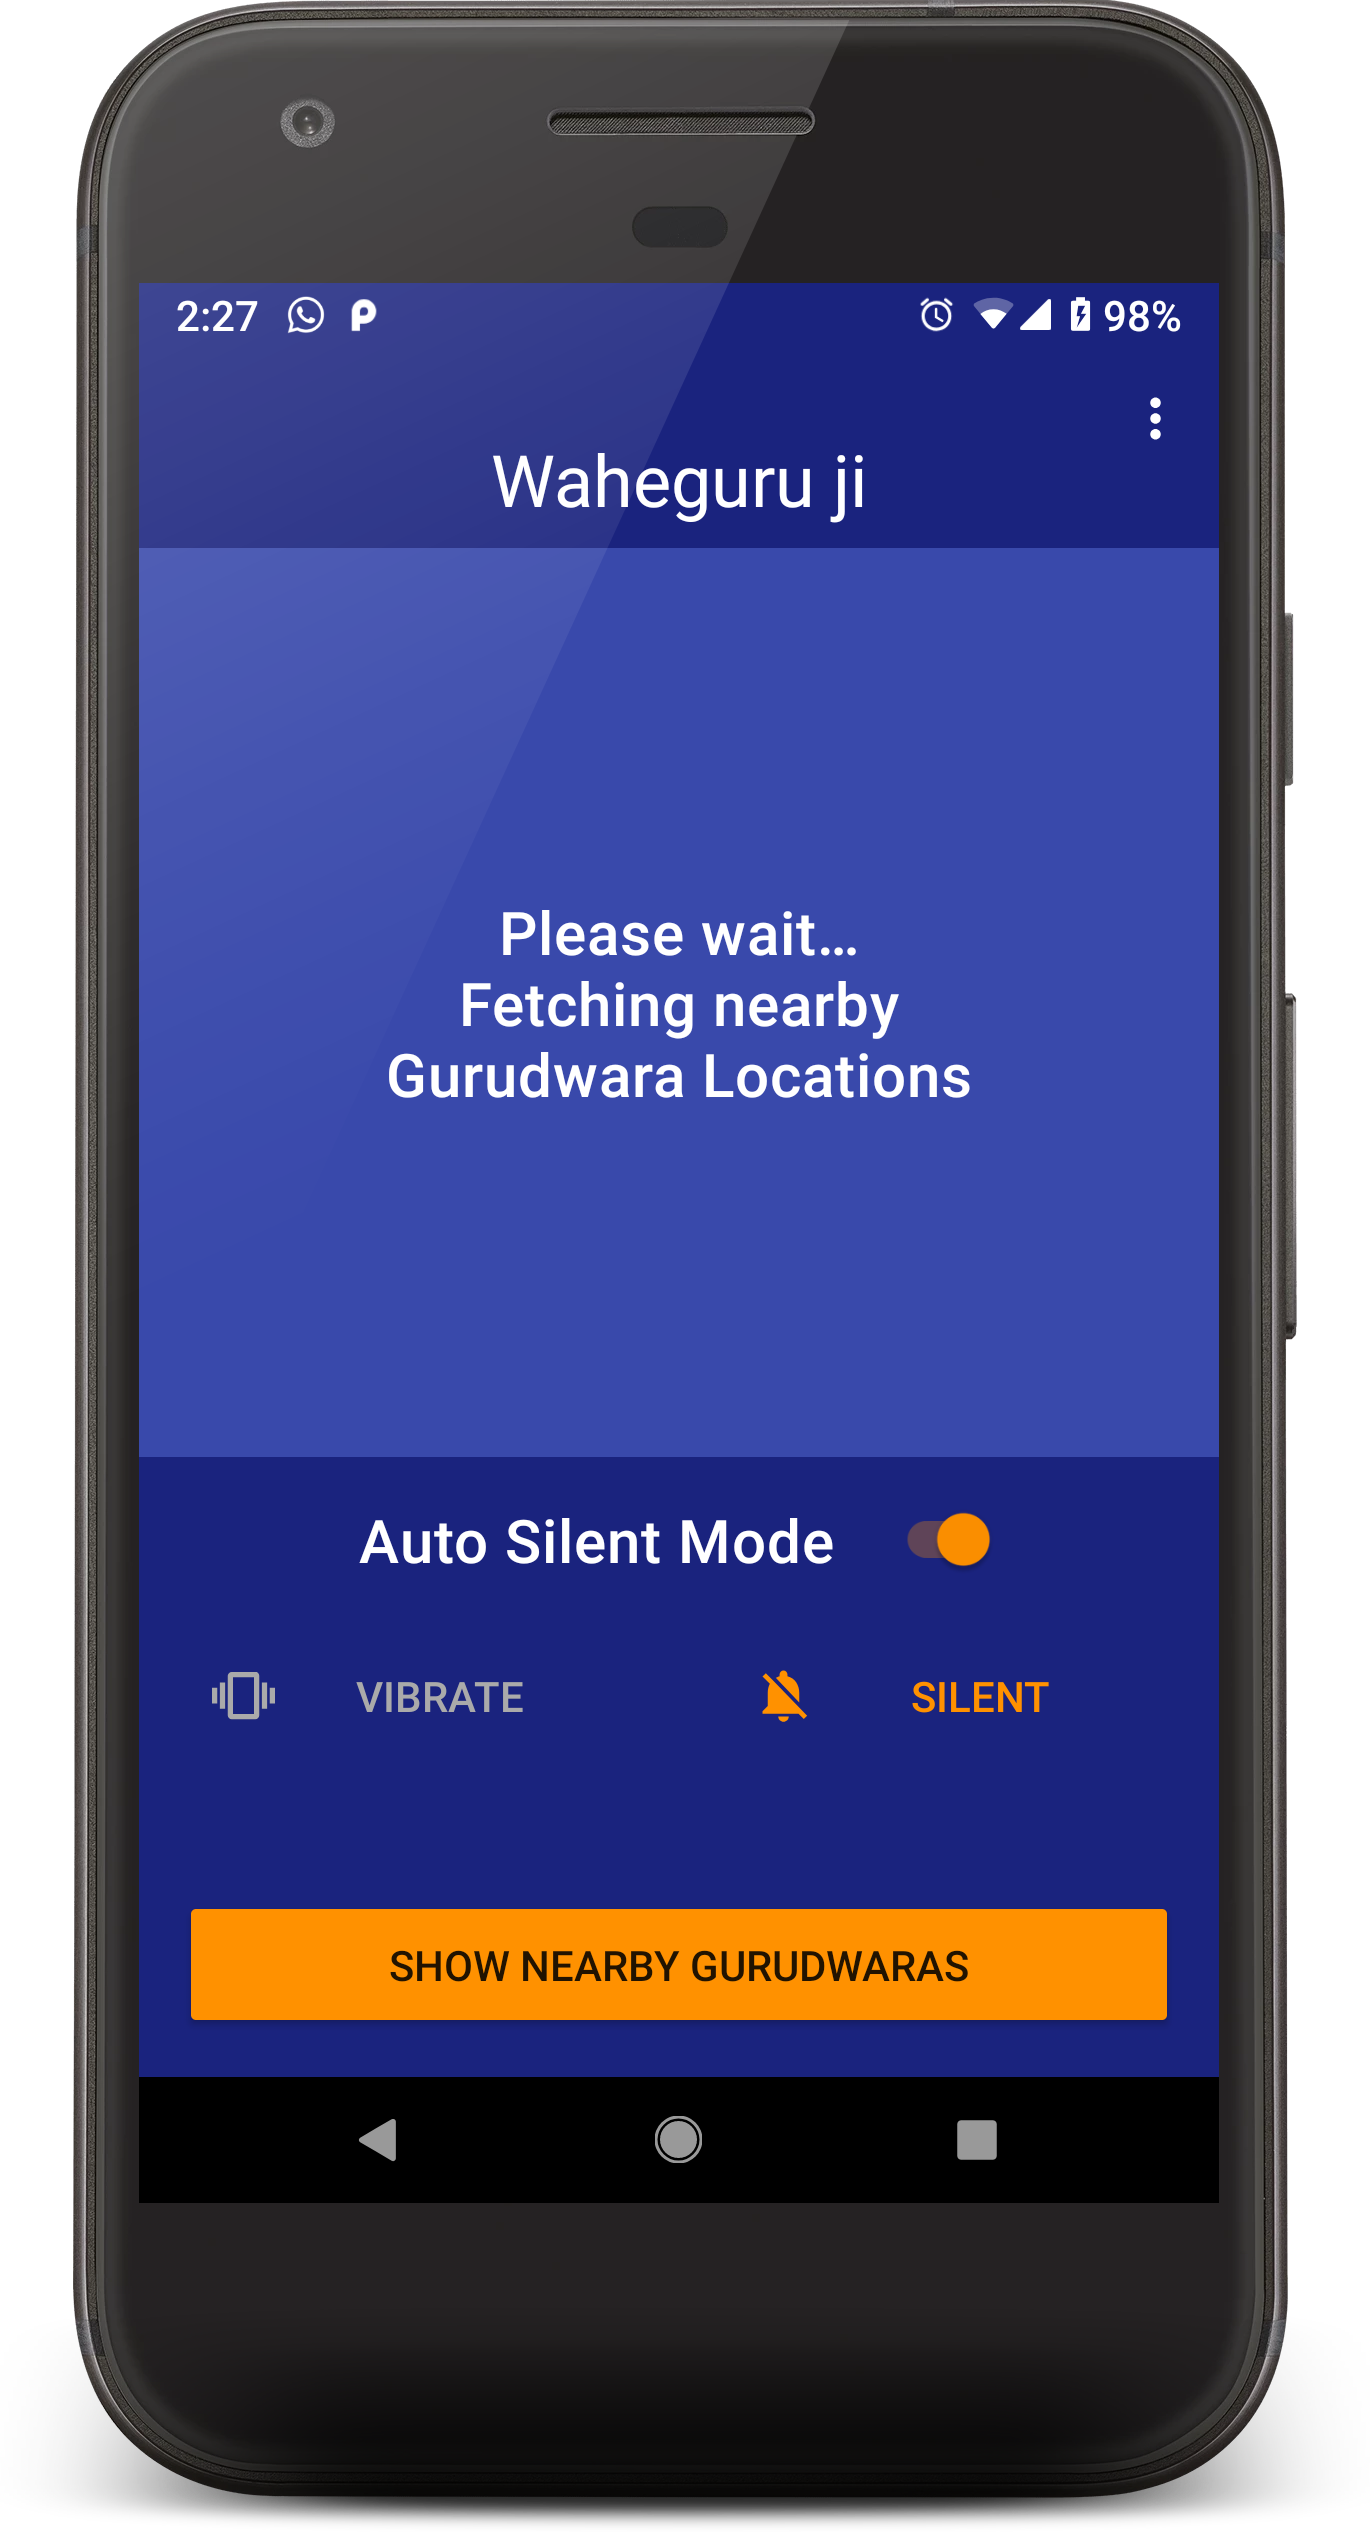 2:27
98%
Waheguru ji
Please wait...
Fetching nearby
Gurudwara Locations
Auto Silent Mode
VIBRATE
SILENT
SHOW NEARBY GURUDWARAS